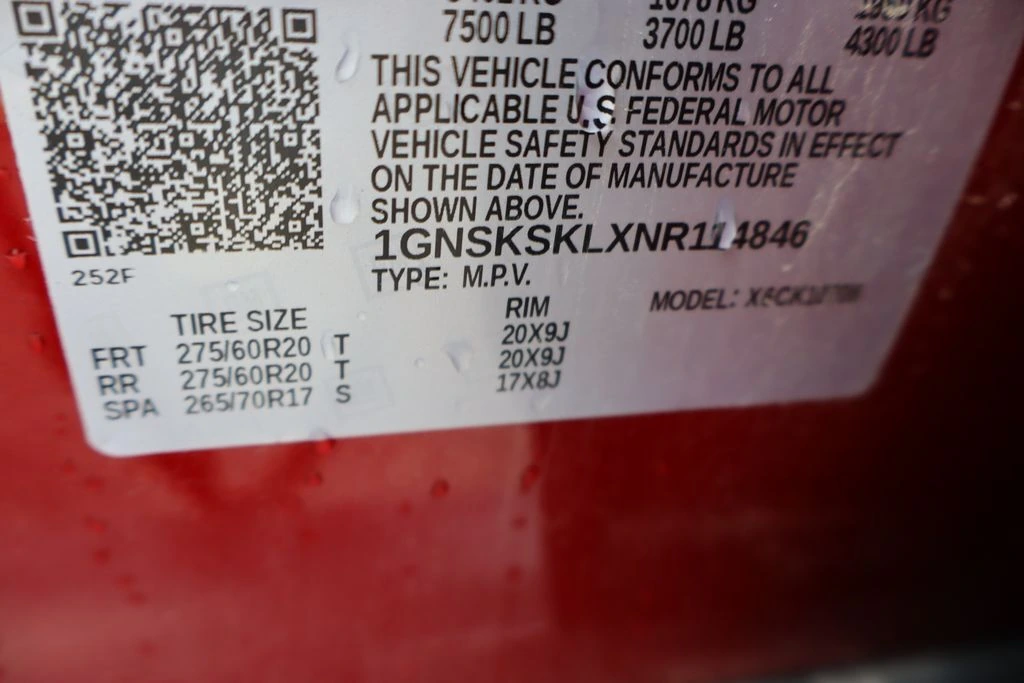 7500 LB 3700 LB 4300 LB
THIS VEHICLE CONFORMS TO ALL
APPLICABLE U.S. FEDERAL MOTOR
VEHICLE SAFETY STANDARDS IN EFFECT
ON THE DATE OF MANUFACTURE
SHOWN ABOVE.
1GNSKSKLXNR114846
252F
TYPE: M.P.V.
MODEL:
TIRE SIZE RIM
FRT 275/60R20 T 20X9J
RR 275/60R20 T 20X9J
SPA 265/70R17 S 17X8J